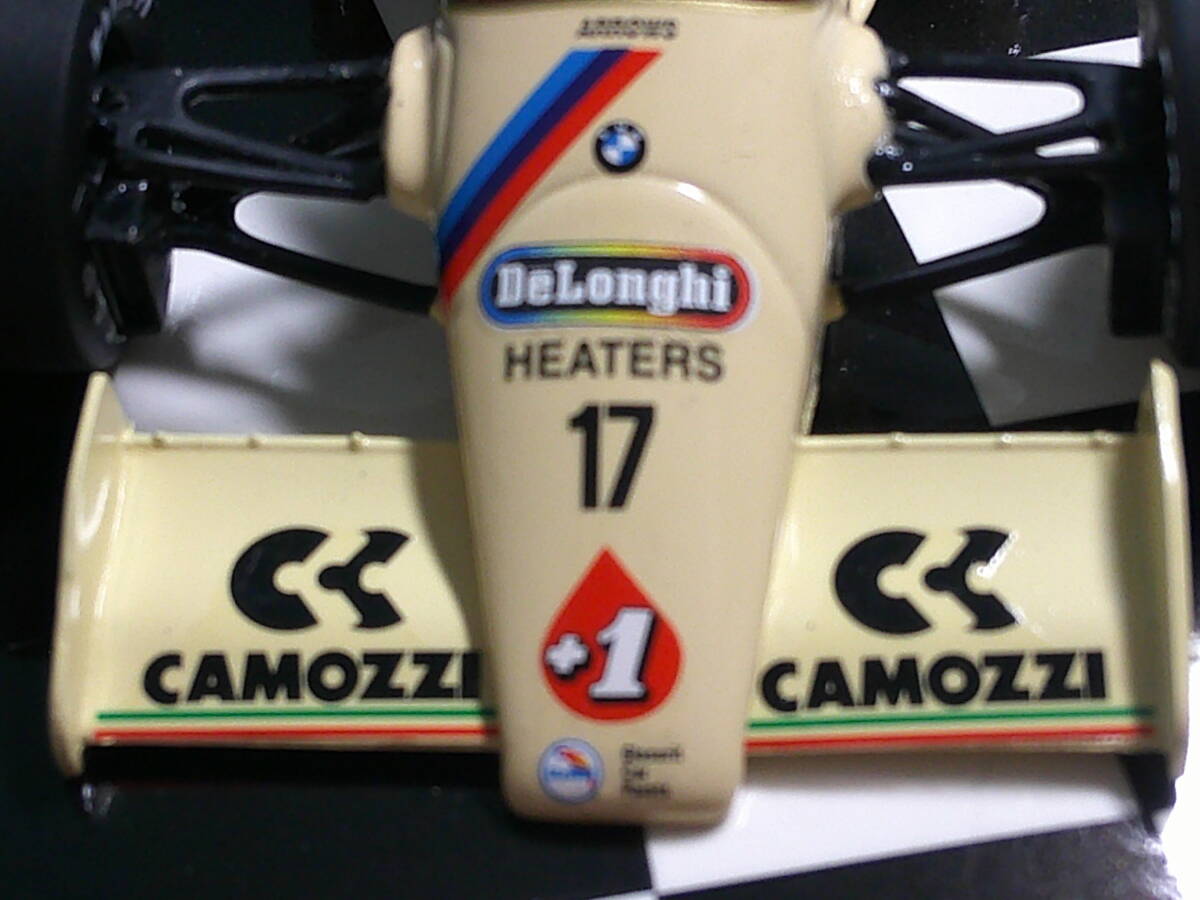 ARROWS
DeLonghi
HEATERS
17
+1
CAMOZZI
CAMOZZI